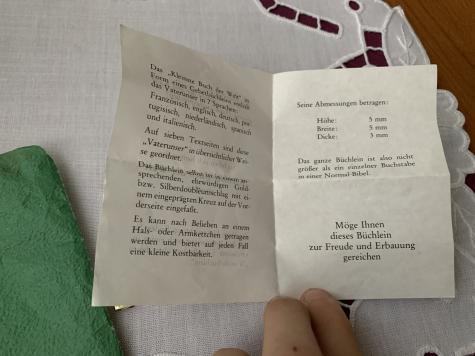 Das „Kleinste Buch der Welt" in
Form eines Gebetbüchleins enthält
das Vaterunser in 7 Sprachen:
Französisch, englisch, deutsch, por-
tugisisch, niederländisch, spanisch
und italienisch.
Auf sieben Textseiten sind diese
„Vaterunser" in übersichtlicher Wei-
se geordnet.
Das Büchlein selbst ist in einem an-
sprechenden, ehrwürdigen Gold-
bzw. Silberdoubléumschlag mit ei-
nem eingeprägten Kreuz auf der Vor-
derseite eingefaßt.
Es kann nach Belieben an einem
Hals- oder Armkettchen getragen
werden und bietet auf jeden Fall
eine kleine Kostbarkeit.
Seine Abmessungen betragen:
Höhe: 5 mm
Breite: 5 mm
Dicke: 3 mm
Das ganze Büchlein ist also nicht
größer als ein einzelner Buchstabe
in einer Normal-Bibel.
Möge Ihnen
dieses Büchlein
zur Freude und Erbauung
gereichen